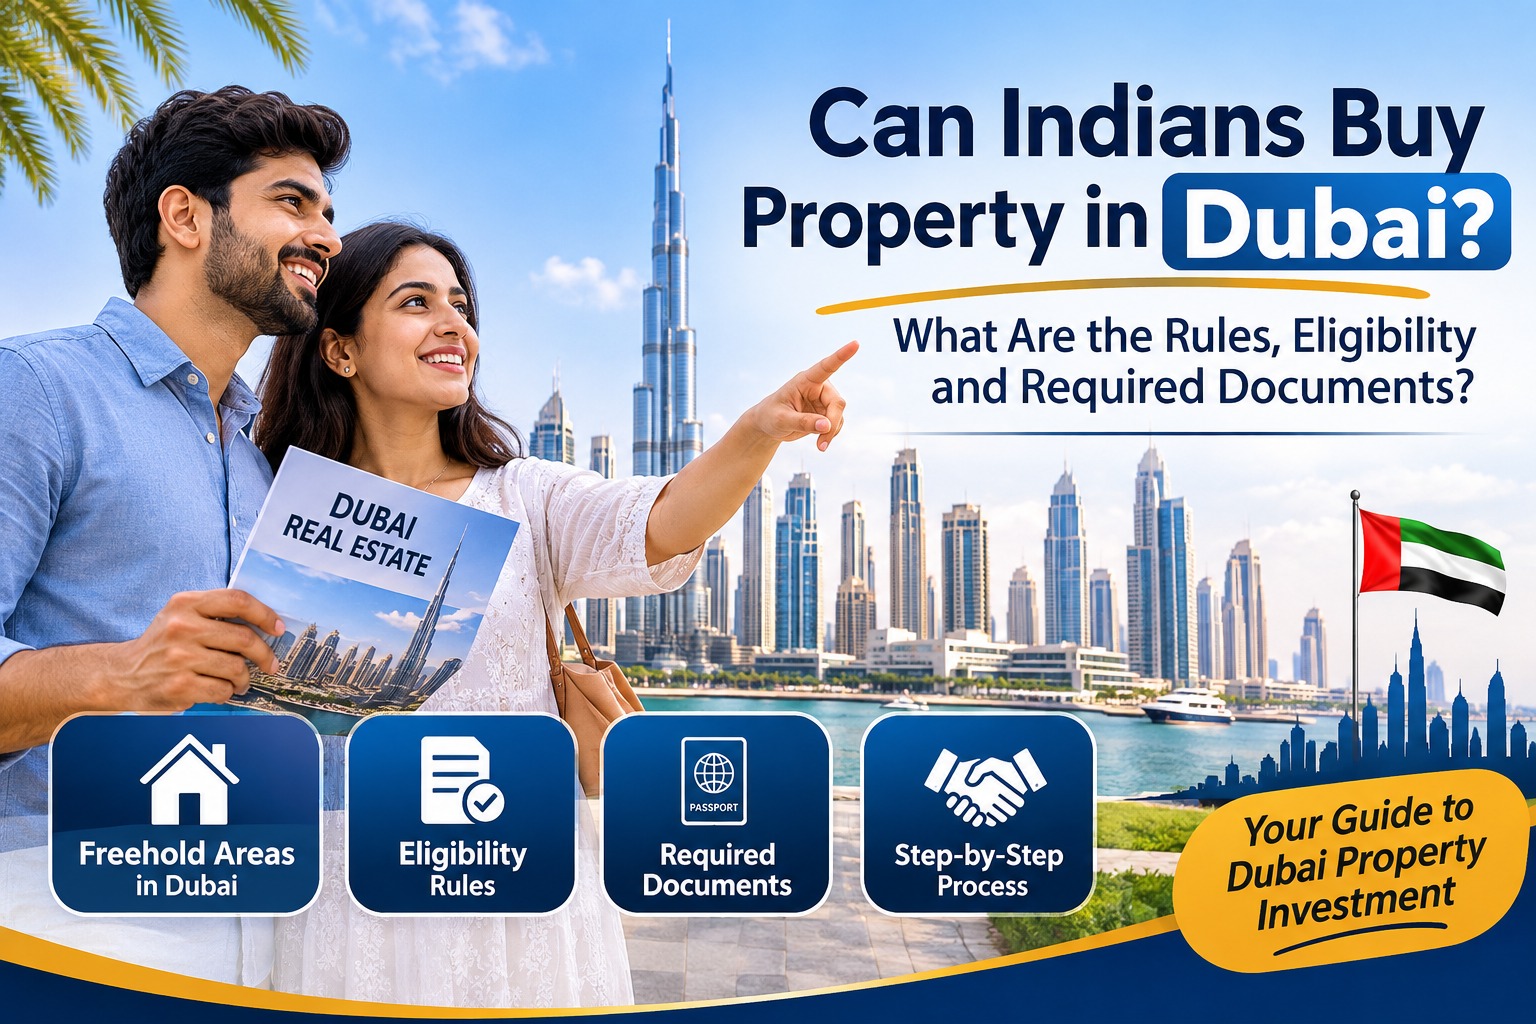 Can Indians Buy
Property in Dubai?
What Are the Rules, Eligibility
and Required Documents?
DUBAI
REAL ESTATE
Freehold Areas
in Dubai
Eligibility
Rules
PASSPORT
Required
Documents
Step-by-Step
Process
Your Guide to
Dubai Property
Investment